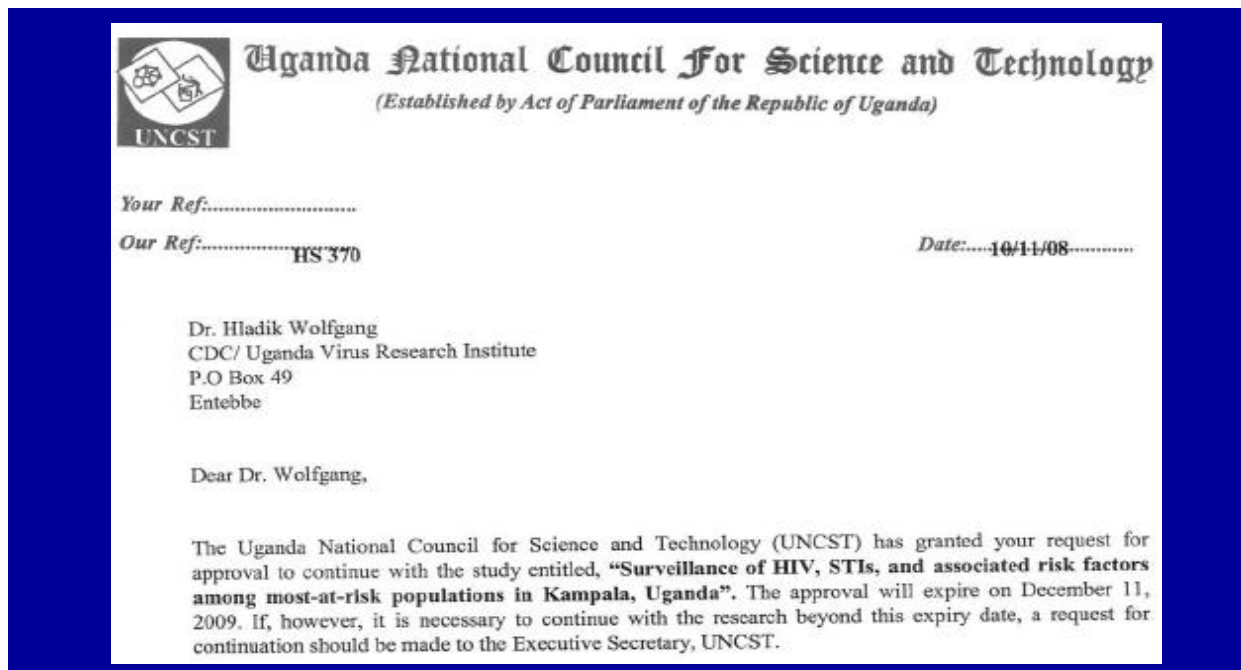 Uganda National Council For Science and Technology
(Established by Act of Parliament of the Republic of Uganda)
UNCST
Your Ref:............................
Our Ref:............................ HS 370
Date:.....10/11/08..............
Dr. Hladik Wolfgang
CDC/ Uganda Virus Research Institute
P.O Box 49
Entebbe
Dear Dr. Wolfgang,
The Uganda National Council for Science and Technology (UNCST) has granted your request for
approval to continue with the study entitled, “Surveillance of HIV, STIs, and associated risk factors
among most-at-risk populations in Kampala, Uganda”. The approval will expire on December 11,
2009. If, however, it is necessary to continue with the research beyond this expiry date, a request for
continuation should be made to the Executive Secretary, UNCST.